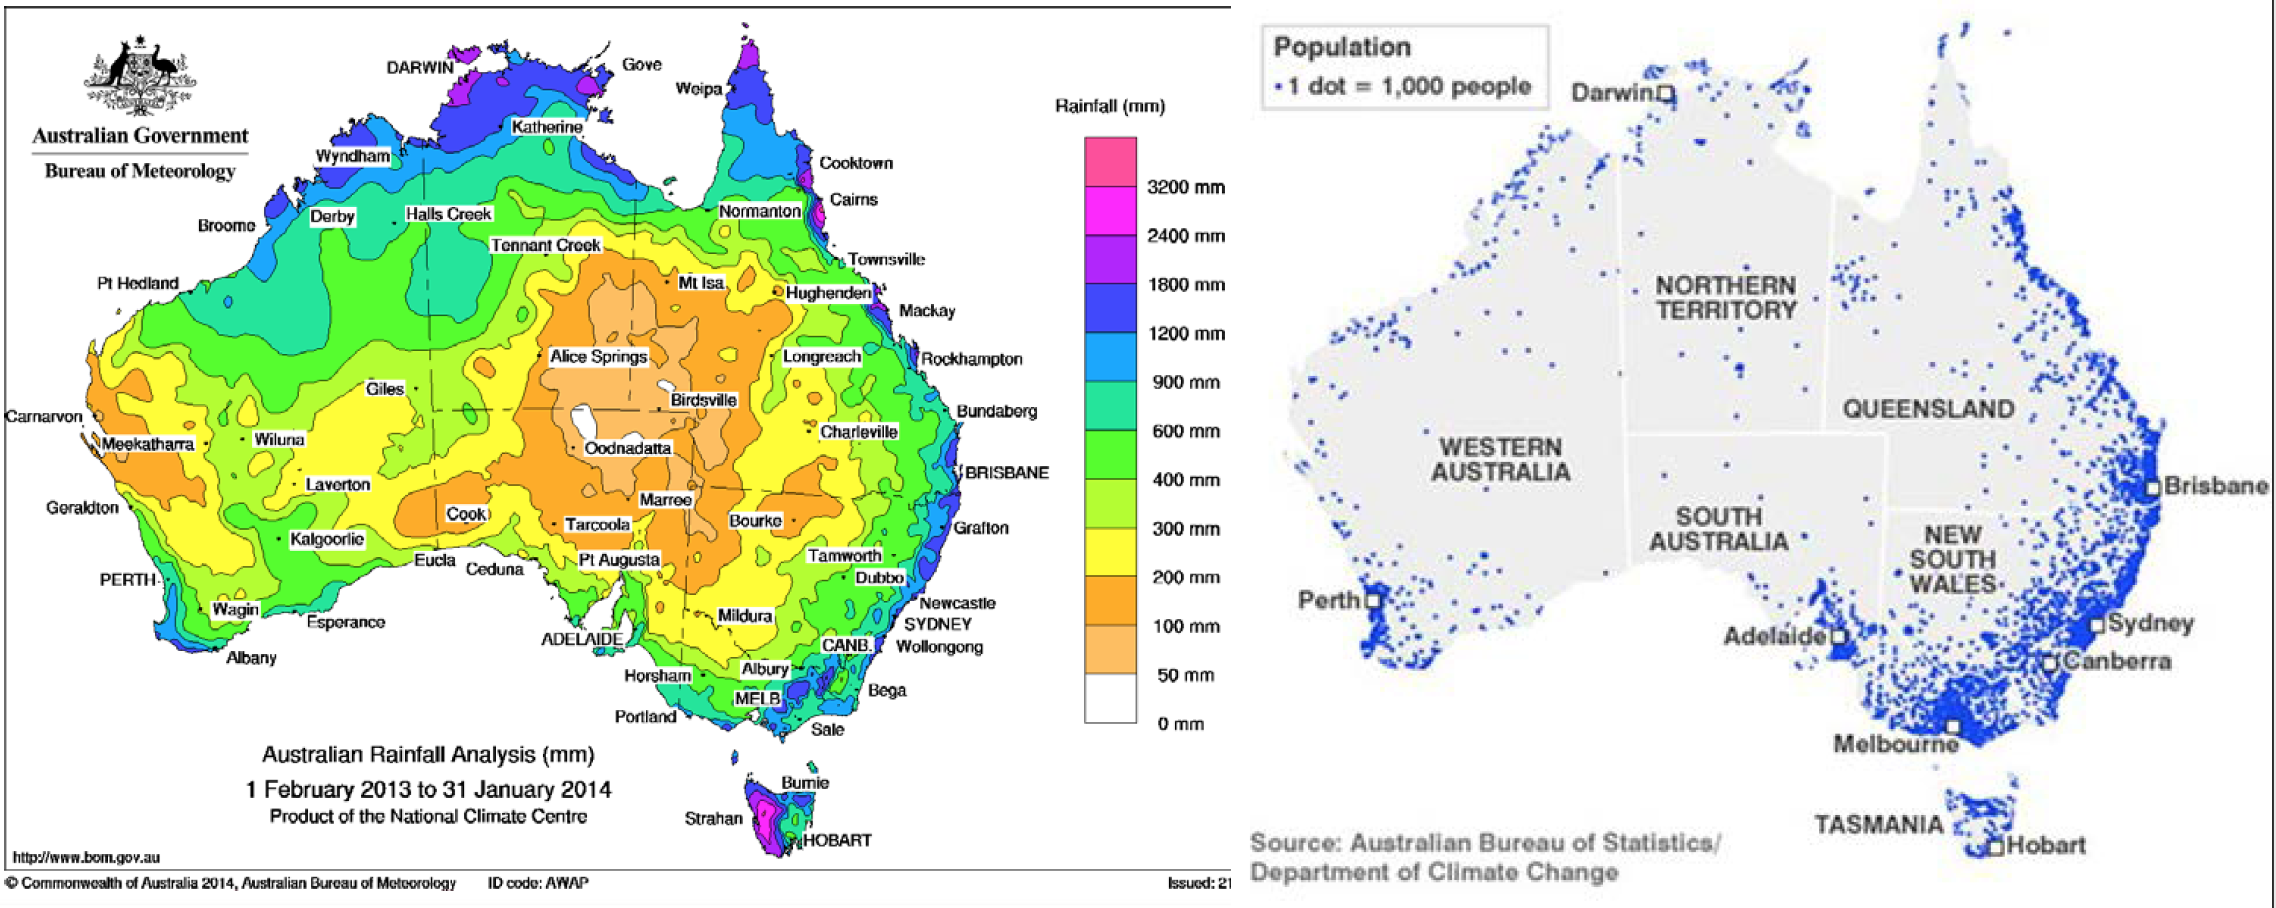 Australian Government
Bureau of Meteorology
DARWIN
Gove
Weipa
Katherine
Wyndham
Cooktown
Cairns
Derby
Halls Creek
Normanton
Broome
Tennant Creek
Townsville
Pt Hedland
Mt Isa
Hughenden
Mackay
Alice Springs
Longreach
Rockhampton
Giles
Birdsville
Bundaberg
Carnarvon
Meekatharra
Wiluna
Charleville
Oodnadatta
BRISBANE
Laverton
Marree
Geraldton
Cook
Tarcoola
Bourke
Grafton
Kalgoorlie
Eucla
Ceduna
Pt Augusta
Tamworth
PERTH
Dubbo
Wagin
Esperance
Mildura
Newcastle
SYDNEY
ADELAIDE
CANB.
Wollongong
Albany
Horsham
Albury
MELB
Bega
Portland
Sale
Burnie
Strahan
HOBART
Rainfall (mm)
3200 mm
2400 mm
1800 mm
1200 mm
900 mm
600 mm
400 mm
300 mm
200 mm
100 mm
50 mm
0 mm
Australian Rainfall Analysis (mm)
1 February 2013 to 31 January 2014
Product of the National Climate Centre
http://www.bom.gov.au
© Commonwealth of Australia 2014, Australian Bureau of Meteorology
ID code: AWAP
Issued: 21
Population
1 dot = 1,000 people
Darwin
NORTHERN
TERRITORY
QUEENSLAND
WESTERN
AUSTRALIA
Brisbane
SOUTH
AUSTRALIA
NEW
SOUTH
WALES
Perth
Adelaide
Sydney
Canberra
Melbourne
TASMANIA
Hobart
Source: Australian Bureau of Statistics/
Department of Climate Change